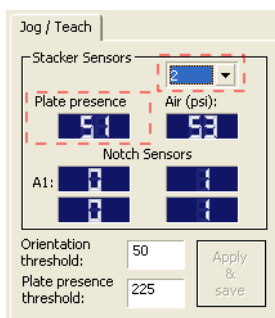 Jog / Teach
Stacker Sensors
2
Plate presence Air (psi):
51 53
Notch Sensors
A1: 0 1
0 1
Orientation threshold: 50
Plate presence threshold: 225
Apply & save